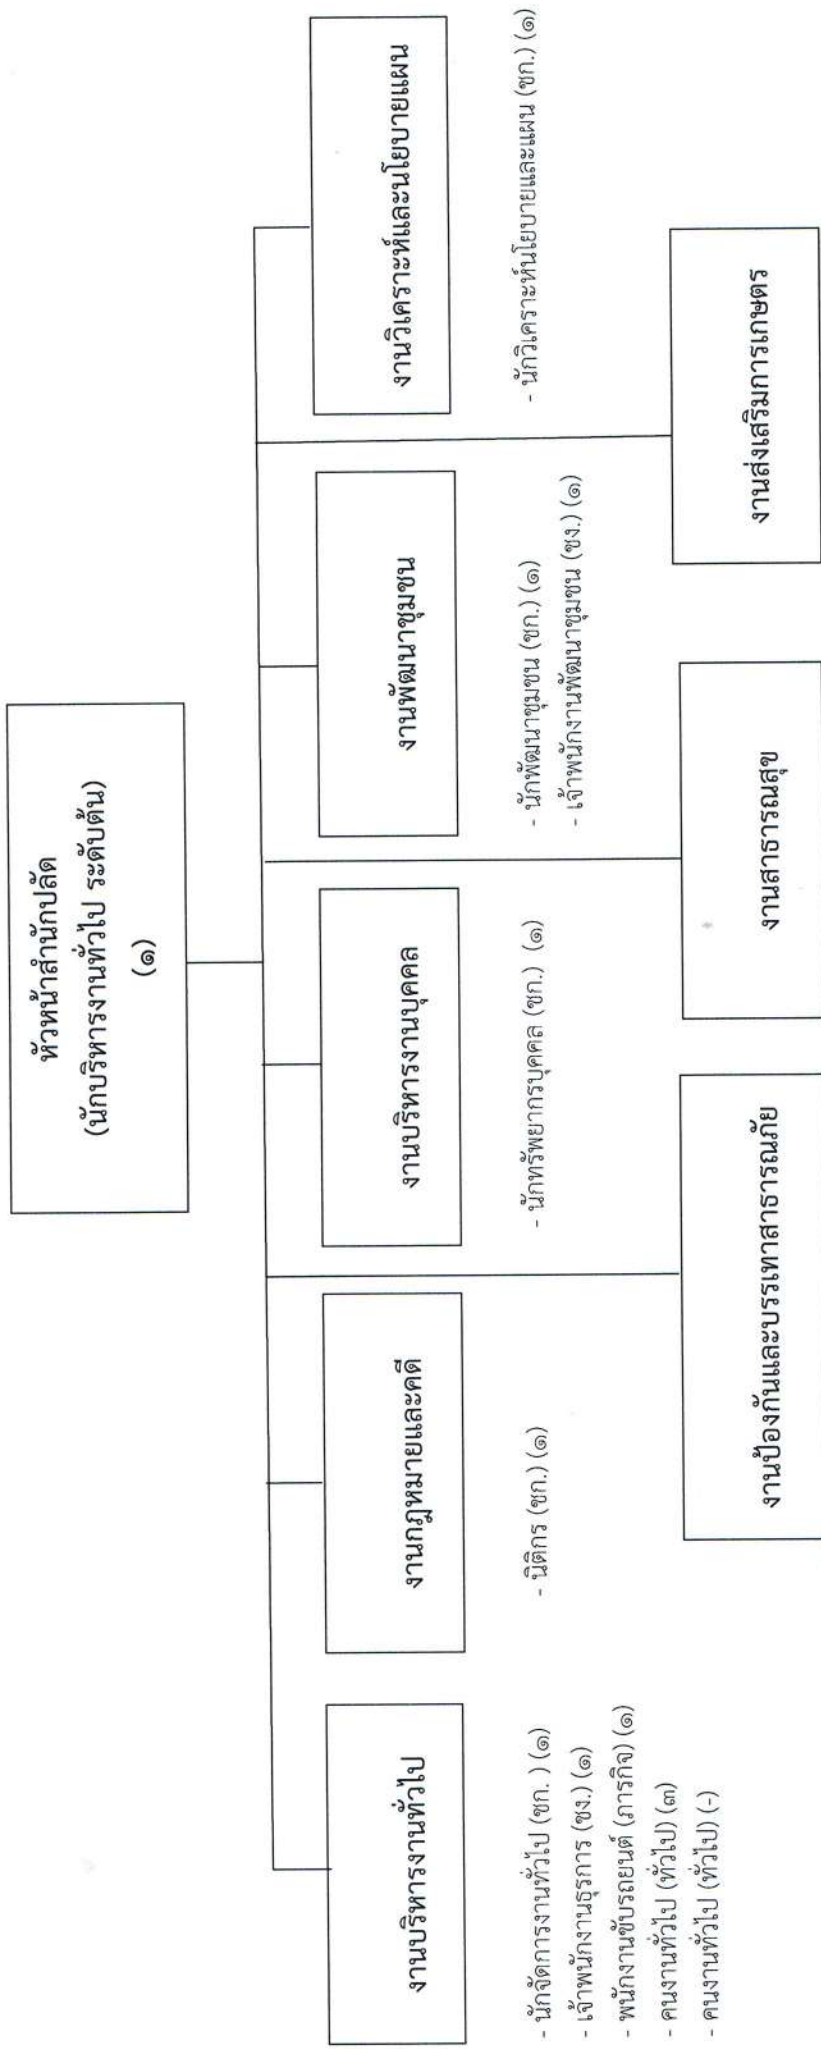 หัวหน้าสำนักปลัด
(นักบริหารงานทั่วไป ระดับต้น)
(๑)
งานบริหารงานทั่วไป
- นักจัดการงานทั่วไป (ชก. ) (๑)
- เจ้าพนักงานธุรการ (ชง.) (๑)
- พนักงานขับรถยนต์ (ภารกิจ) (๑)
- คนงานทั่วไป (ทั่วไป) (๓)
- คนงานทั่วไป (ทั่วไป) (-)
งานกฎหมายและคดี
- นิติกร (ชก.) (๑)
งานบริหารงานบุคคล
- นักทรัพยากรบุคคล (ชก.) (๑)
งานพัฒนาชุมชน
- นักพัฒนาชุมชน (ชก.) (๑)
- เจ้าพนักงานพัฒนาชุมชน (ชง.) (๑)
งานวิเคราะห์และนโยบายแผน
- นักวิเคราะห์นโยบายและแผน (ชก.) (๑)
งานป้องกันและบรรเทาสาธารณภัย
งานสาธารณสุข
งานส่งเสริมการเกษตร